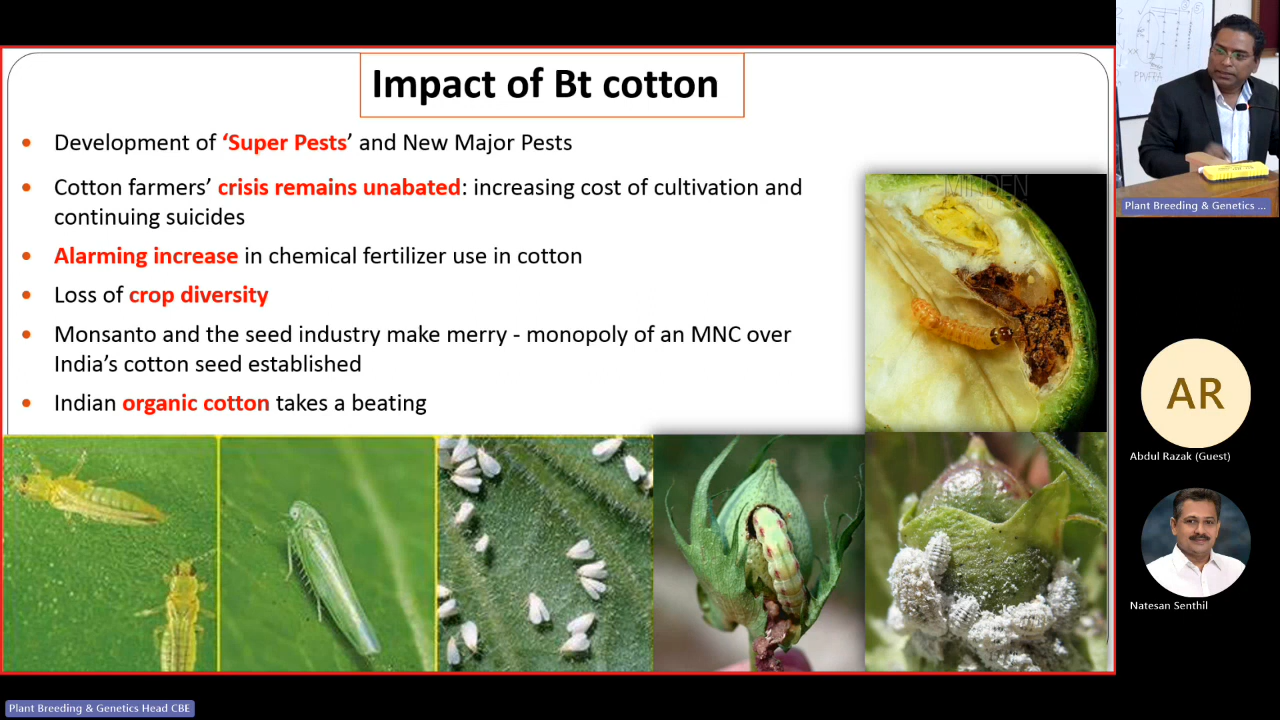 Impact of Bt cotton
• Development of ‘Super Pests’ and New Major Pests
• Cotton farmers’ crisis remains unabated: increasing cost of cultivation and
continuing suicides
• Alarming increase in chemical fertilizer use in cotton
• Loss of crop diversity
• Monsanto and the seed industry make merry - monopoly of an MNC over
India’s cotton seed established
• Indian organic cotton takes a beating
MINDEN
PPVFRA
Plant Breeding & Genetics ...
AR
Abdul Razak (Guest)
Natesan Senthil
Plant Breeding & Genetics Head CBE